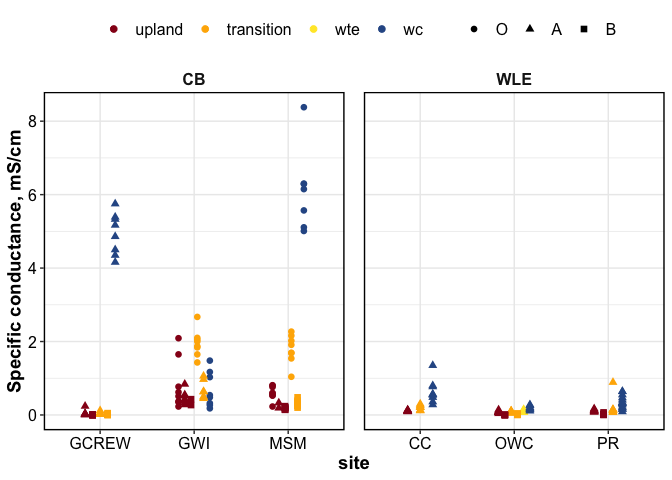 upland transition wte wc O A B
CB WLE
Specific conductance, mS/cm
8
6
4
2
0
GCREW GWI MSM CC OWC PR
site